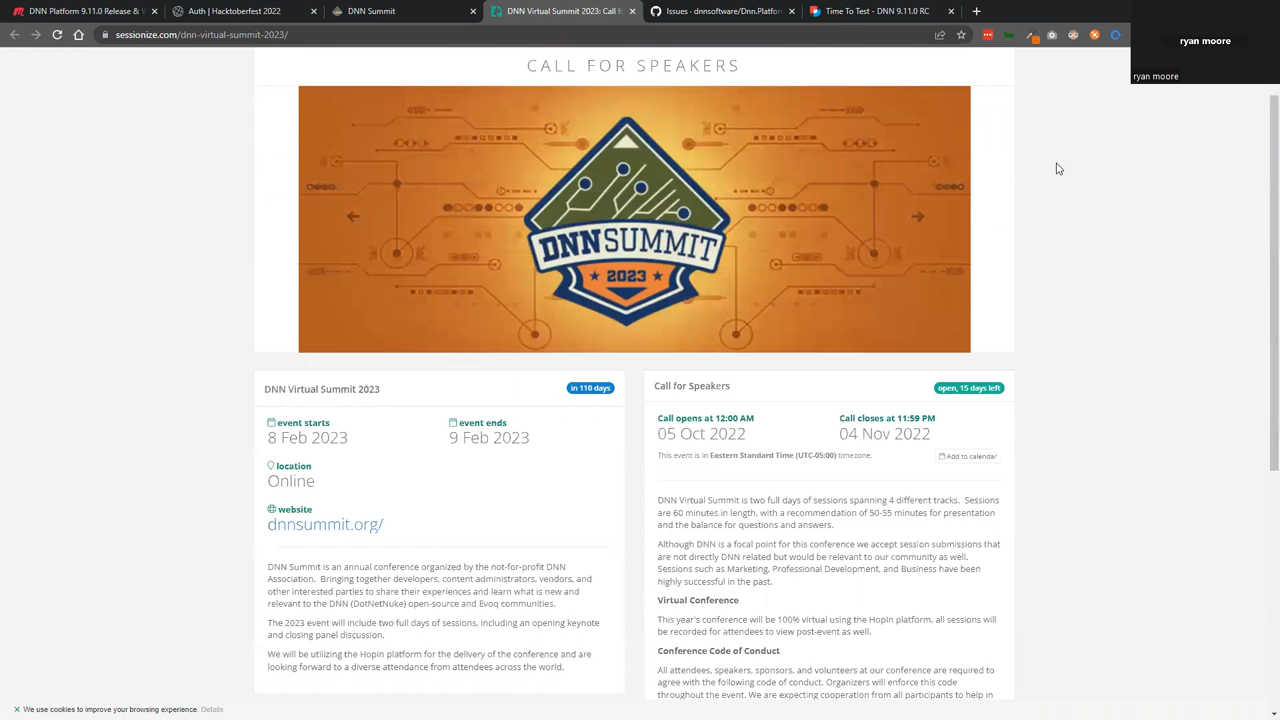 DNN Platform 9.11.0 Release & W
Auth | Hacktoberfest 2022
DNN Summit
DNN Virtual Summit 2023: Call f
Issues - dnnsoftware/Dnn.Platfor
Time To Test - DNN 9.11.0 RC
sessionize.com/dnn-virtual-summit-2023/
ryan moore
ryan moore
CALL FOR SPEAKERS
DNNSUMMIT
★ 2023 ★
DNN Virtual Summit 2023
in 110 days
event starts
8 Feb 2023
event ends
9 Feb 2023
location
Online
website
dnnsummit.org/
DNN Summit is an annual conference organized by the not-for-profit DNN
Association. Bringing together developers, content administrators, vendors, and
other interested parties to share their experiences and learn what is new and
relevant to the DNN (DotNetNuke) open-source and Evoq communities.
The 2023 event will include two full days of sessions, including an opening keynote
and closing panel discussion.
We will be utilizing the HopIn platform for the delivery of the conference and are
looking forward to a diverse attendance from attendees across the world.
Call for Speakers
open, 15 days left
Call opens at 12:00 AM
05 Oct 2022
Call closes at 11:59 PM
04 Nov 2022
This event is in Eastern Standard Time (UTC-05:00) timezone.
Add to calendar
DNN Virtual Summit is two full days of sessions spanning 4 different tracks. Sessions
are 60 minutes in length, with a recommendation of 50-55 minutes for presentation
and the balance for questions and answers.
Although DNN is a focal point for this conference we accept session submissions that
are not directly DNN related but would be relevant to our community as well.
Sessions such as Marketing, Professional Development, and Business have been
highly successful in the past.
Virtual Conference
This year's conference will be 100% virtual using the HopIn platform, all sessions will
be recorded for attendees to view post-event as well.
Conference Code of Conduct
All attendees, speakers, sponsors, and volunteers at our conference are required to
agree with the following code of conduct. Organizers will enforce this code
throughout the event. We are expecting cooperation from all participants to help in
We use cookies to improve your browsing experience. Details